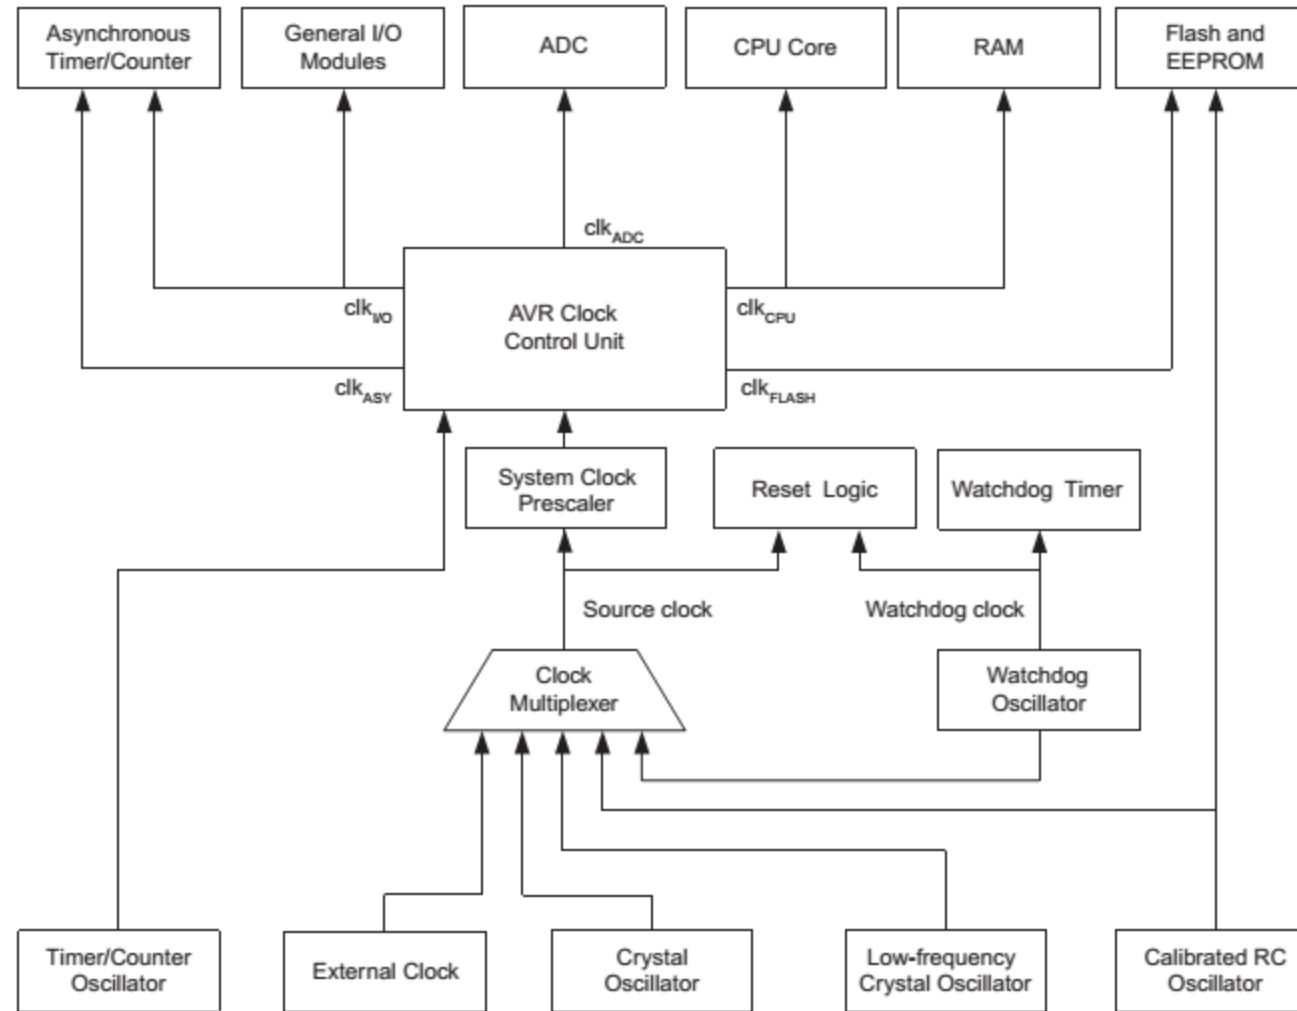 Asynchronous
Timer/Counter
General I/O
Modules
ADC
CPU Core
RAM
Flash and
EEPROM
clkADC
clkI/O
AVR Clock
Control Unit
clkCPU
clkASY
clkFLASH
System Clock
Prescaler
Reset Logic
Watchdog Timer
Source clock
Watchdog clock
Clock
Multiplexer
Watchdog
Oscillator
Timer/Counter
Oscillator
External Clock
Crystal
Oscillator
Low-frequency
Crystal Oscillator
Calibrated RC
Oscillator